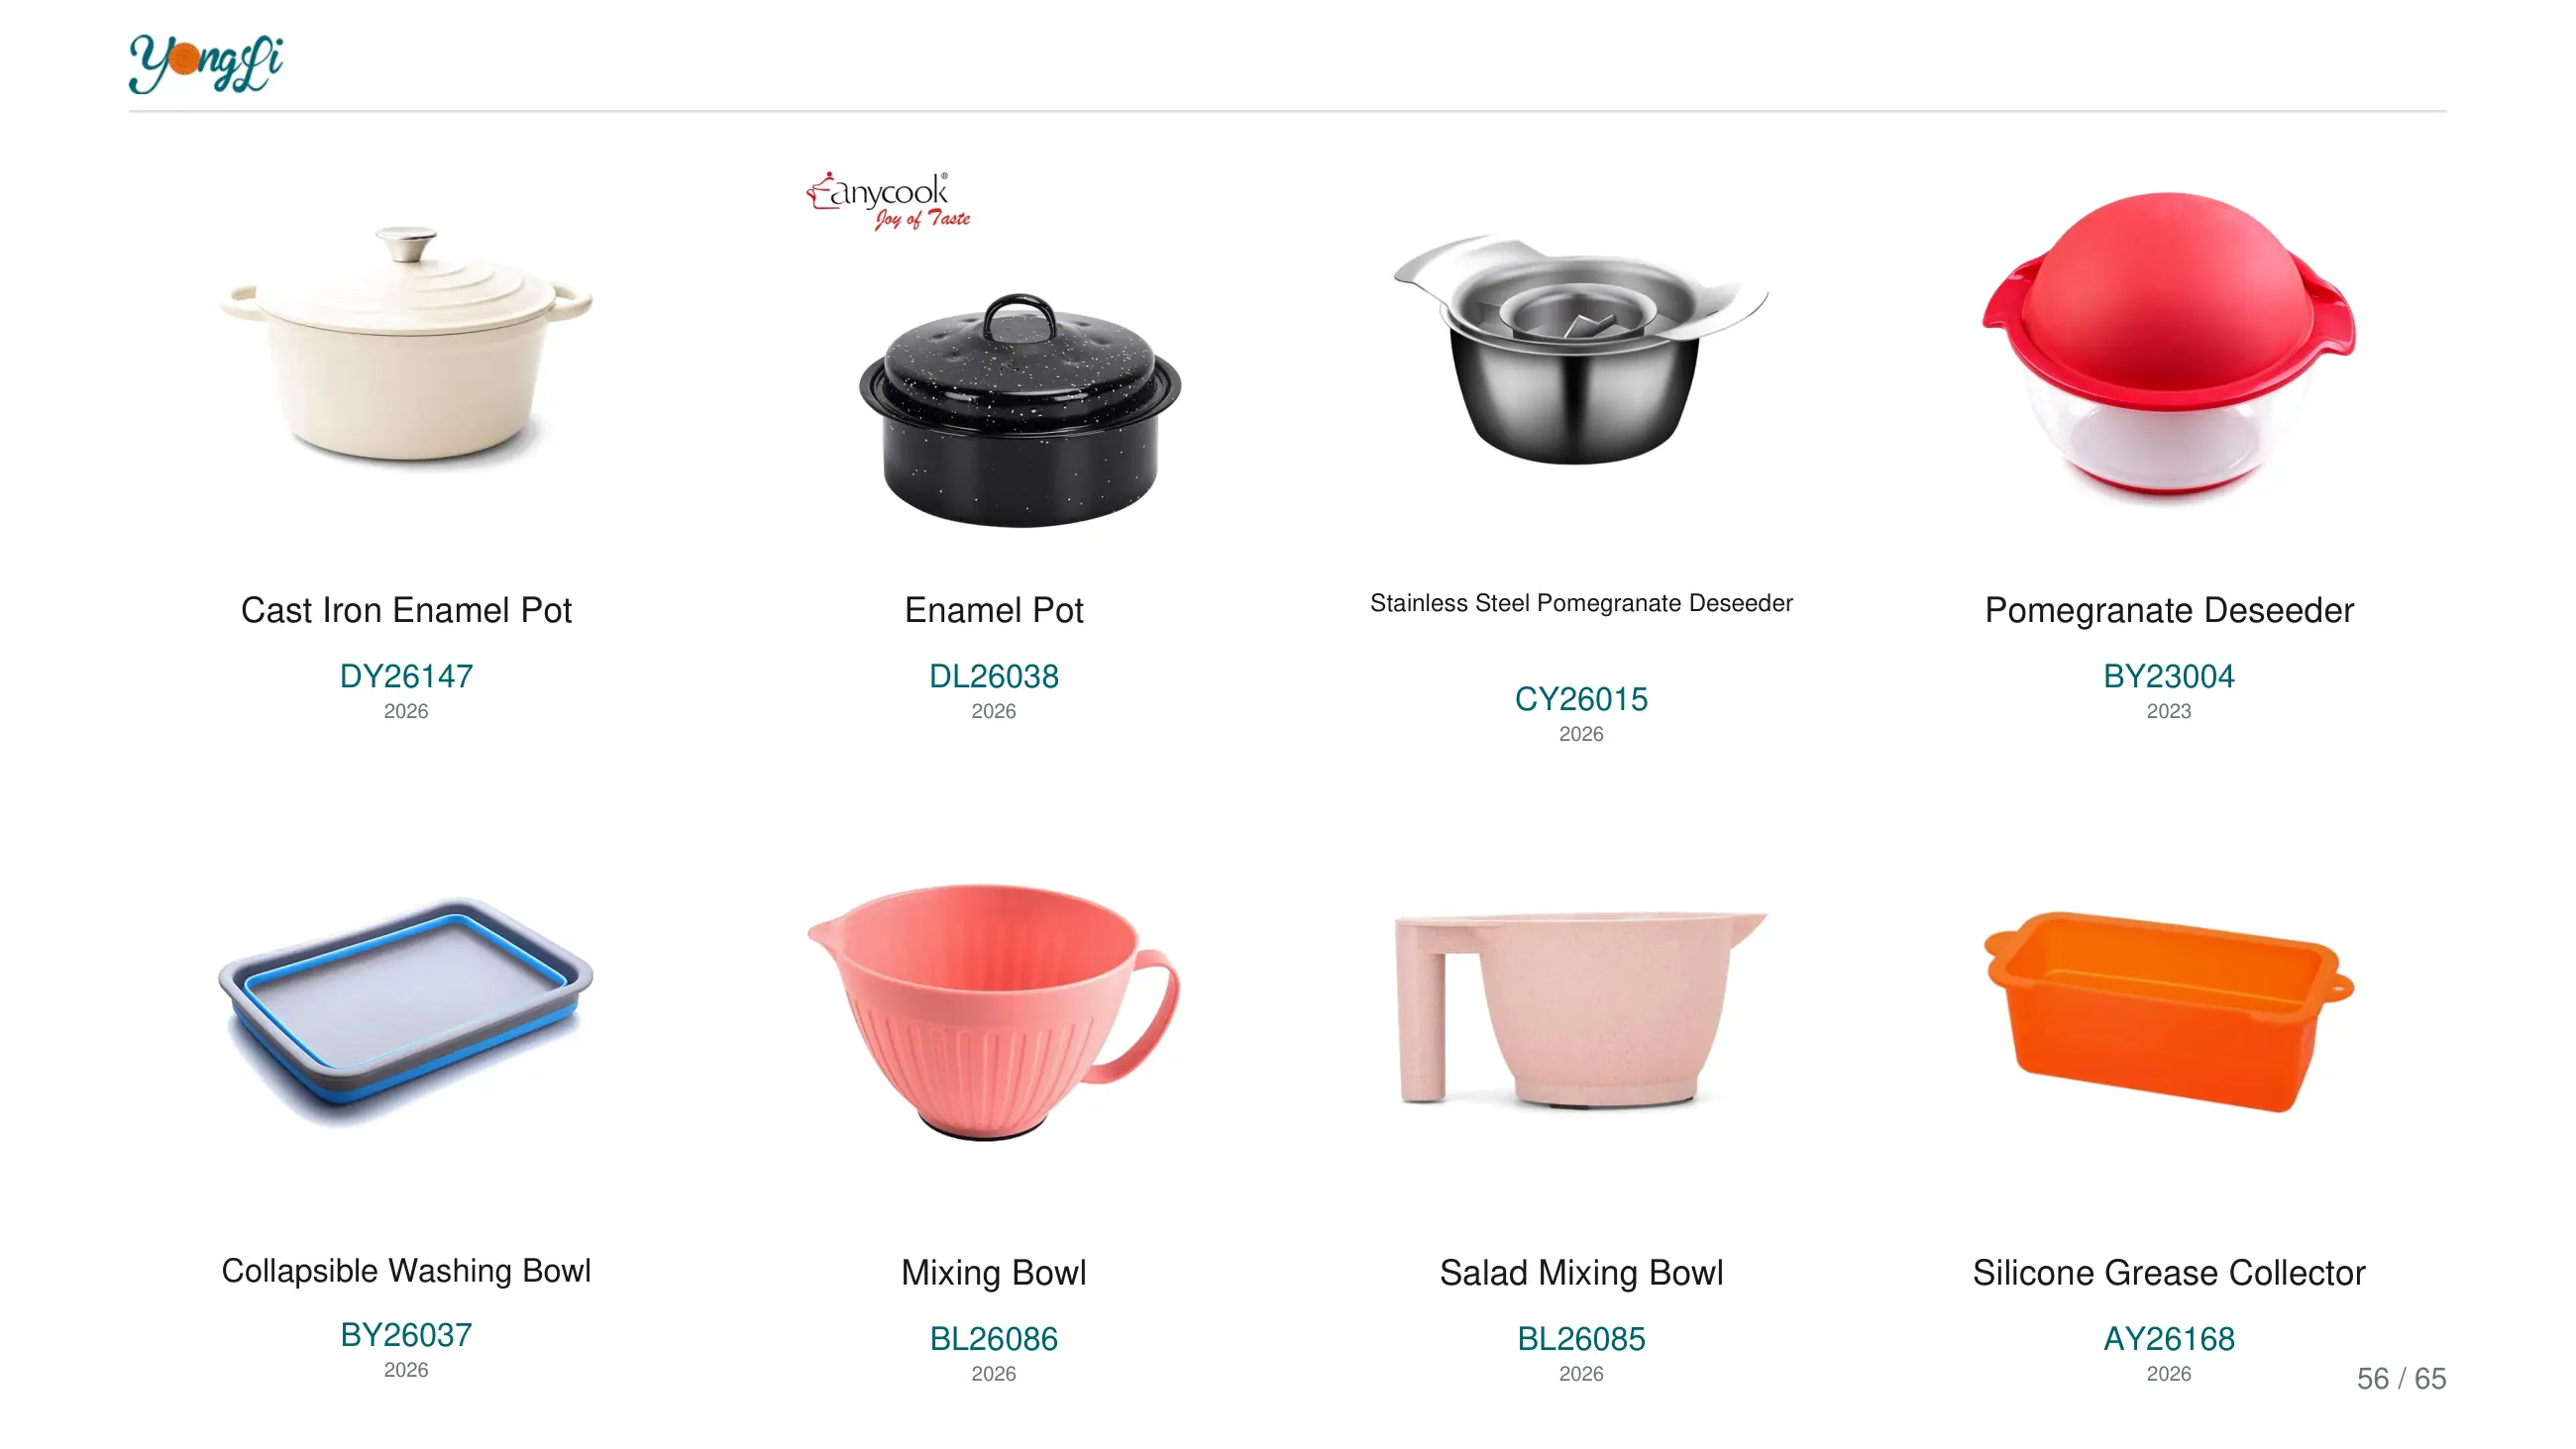 YongLi
anycook®
Joy of Taste
Cast Iron Enamel Pot
DY26147
2026
Enamel Pot
DL26038
2026
Stainless Steel Pomegranate Deseeder
CY26015
2026
Pomegranate Deseeder
BY23004
2023
Collapsible Washing Bowl
BY26037
2026
Mixing Bowl
BL26086
2026
Salad Mixing Bowl
BL26085
2026
Silicone Grease Collector
AY26168
2026
56 / 65